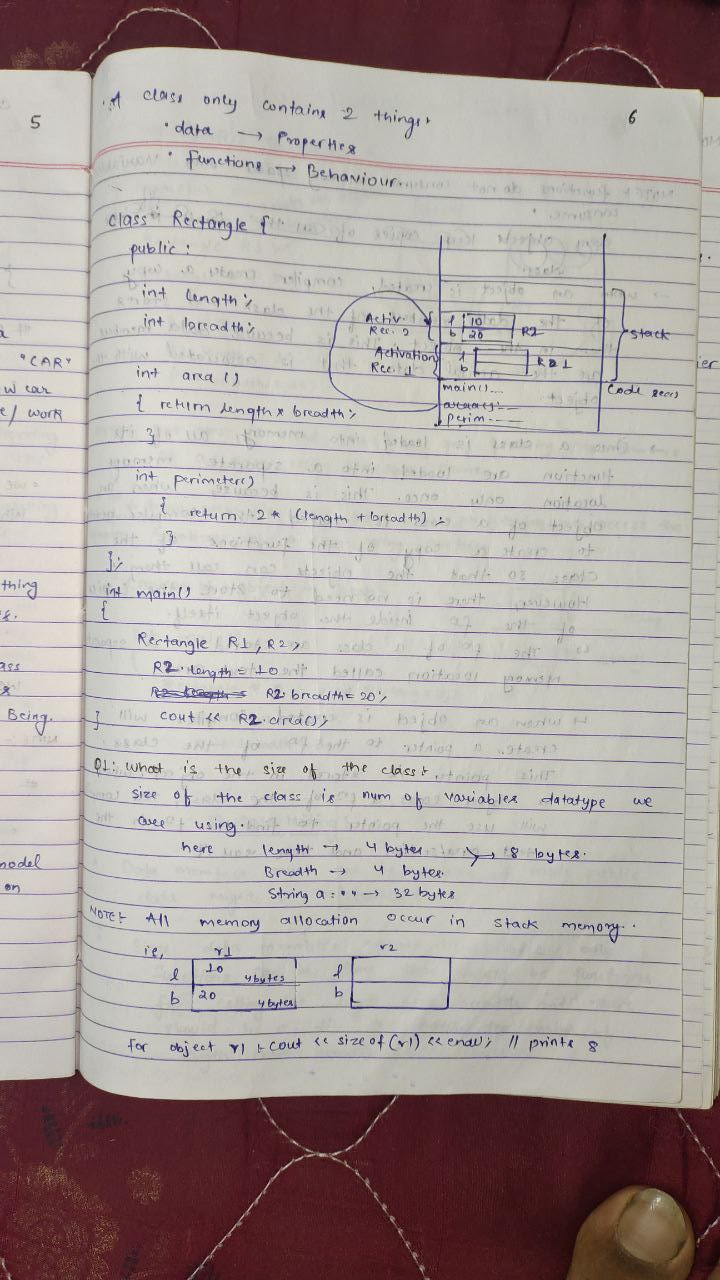 5
6
. A class only contains 2 things.
• data → Properties
• functions → Behaviour.
class Rectangle {
public :
int length ;
int breadth ;
int area ()
{ return length * breadth ;
}
int perimeter()
{ return 2 * (length + breadth) ;
}
};
int main()
{
Rectangle R1, R2 ;
R2.length = 10
R2.breadth = 20 ;
cout << R2.area() ;
}
Activ. Rec. 2
l 10
b 20
R2
Activation Rec. 1
l
b
R1
stack
main()...
area()...
perim...
Code sec()
Q1: What is the size of the class:
size of the class is num of variables datatype we
are using.
here length → 4 bytes
Breadth → 4 bytes.
→ 8 bytes.
String a = " " → 32 bytes
NOTE:- All memory allocation occur in stack memory.
ie, r1 r2
l 10 4bytes l
b 20 4bytes b
for object r1 :- cout << size of (r1) << endl; // prints 8
"CAR"
w car
e/ work
thing
ass
Being.
model
on